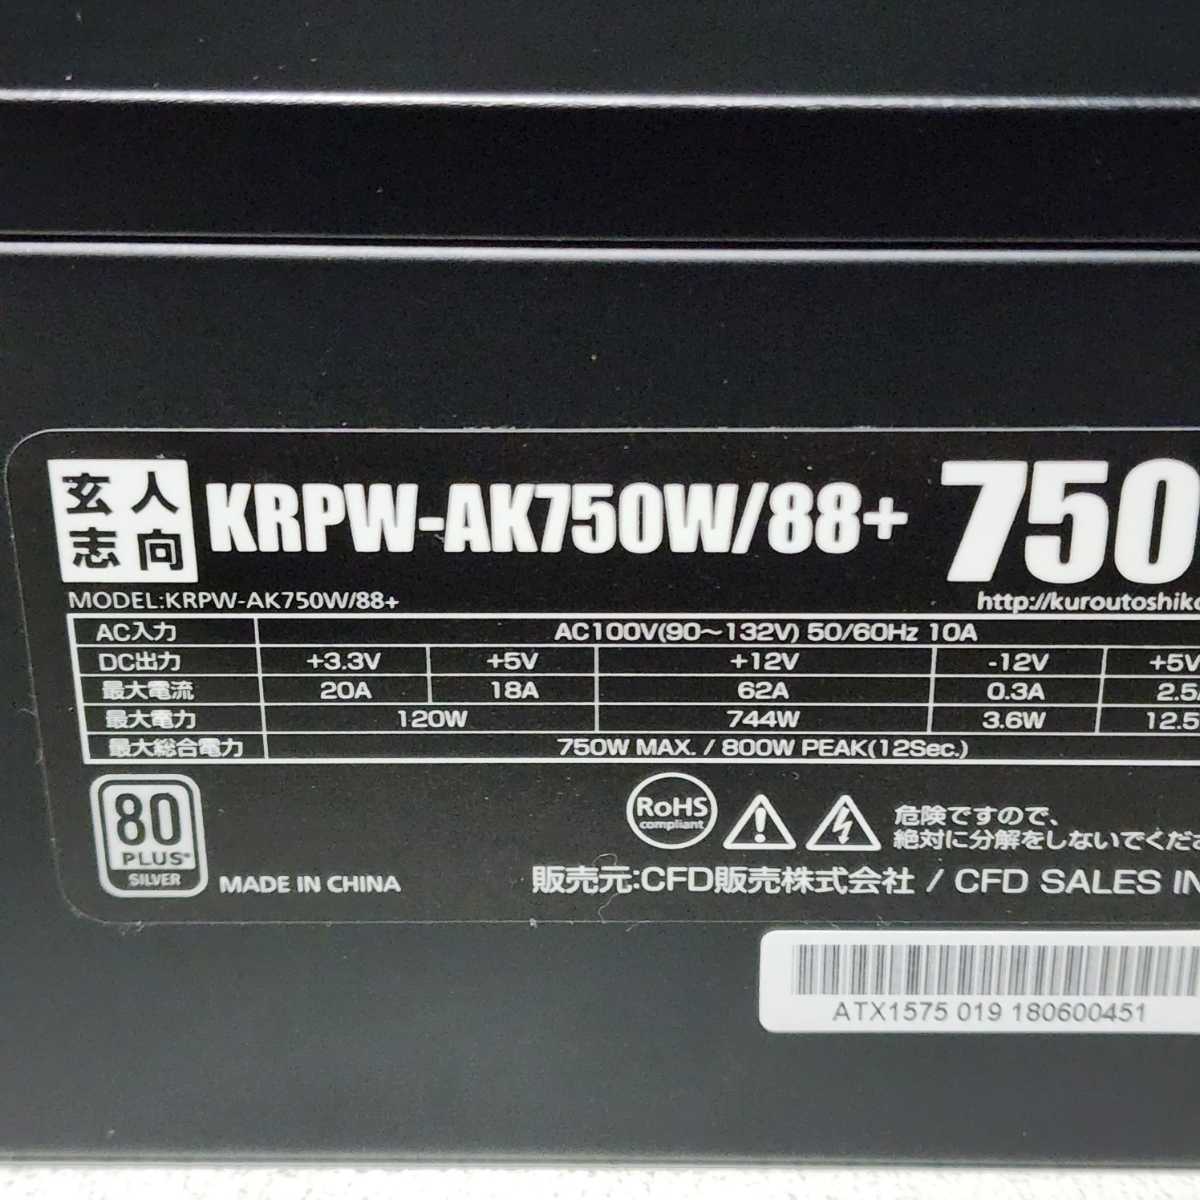 玄人
志向
KRPW-AK750W/88+
750
MODEL:KRPW-AK750W/88+
http://kuroutoshiko
AC入力 AC100V(90～132V) 50/60Hz 10A
DC出力 +3.3V +5V +12V -12V +5V
最大電流 20A 18A 62A 0.3A 2.5
最大電力 120W 744W 3.6W 12.5
最大総合電力 750W MAX. / 800W PEAK(12Sec.)
80
PLUS
SILVER
MADE IN CHINA
RoHS
compliant
危険ですので、
絶対に分解をしないでくださ
販売元:CFD販売株式会社 / CFD SALES IN
ATX1575 019 180600451